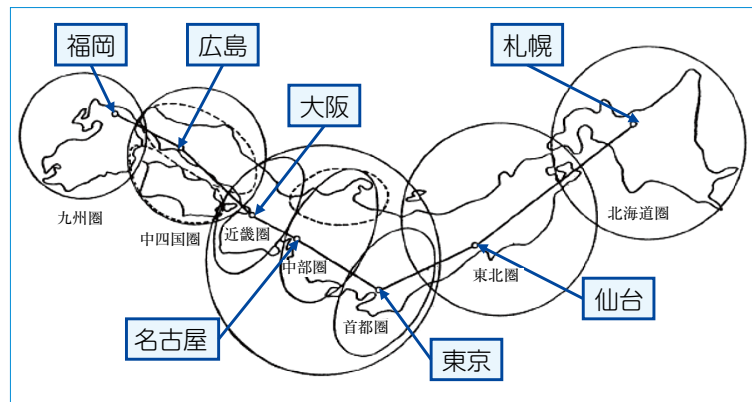 福岡
広島
札幌
大阪
九州圏
中四国圏
近畿圏
中部圏
首都圏
東北圏
北海道圏
名古屋
東京
仙台